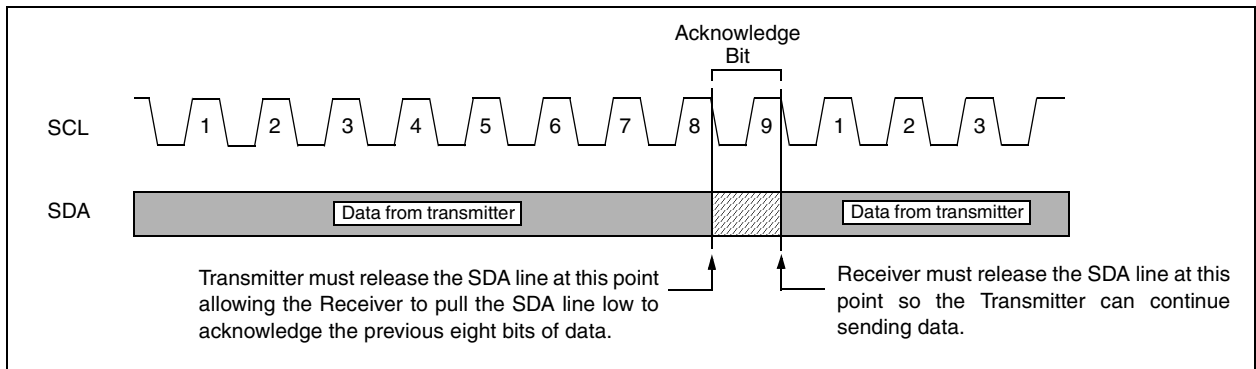 Acknowledge
Bit
SCL
1 2 3 4 5 6 7 8 9 1 2 3
SDA
Data from transmitter
Data from transmitter
Transmitter must release the SDA line at this point
allowing the Receiver to pull the SDA line low to
acknowledge the previous eight bits of data.
Receiver must release the SDA line at this
point so the Transmitter can continue
sending data.